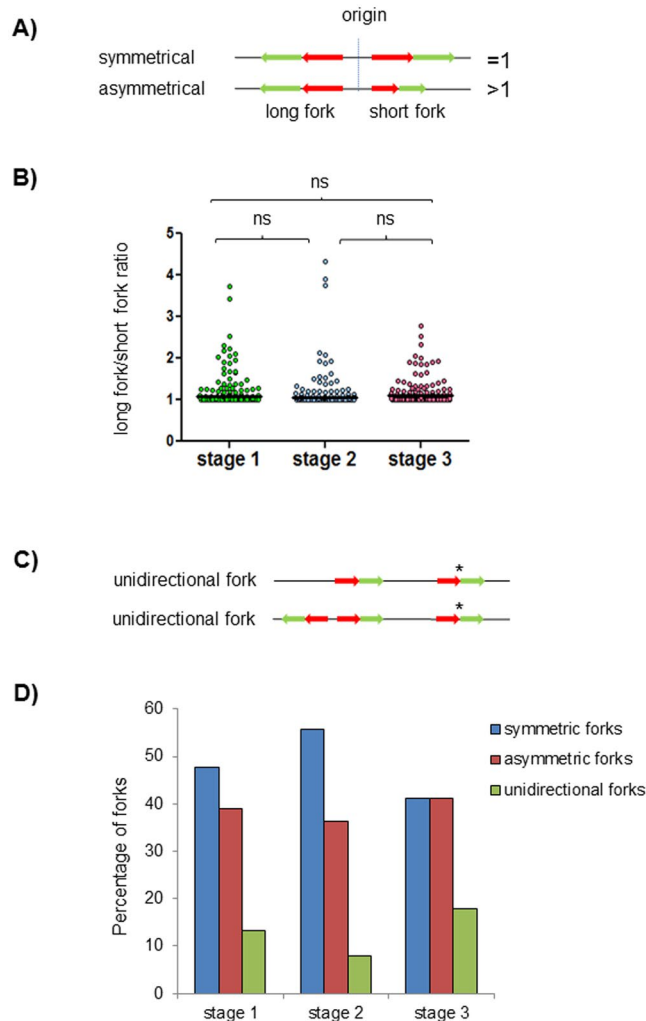 A)
origin
symmetrical
=1
asymmetrical
>1
long fork short fork
B)
ns
ns ns
long fork/short fork ratio
5
4
3
2
1
0
stage 1 stage 2 stage 3
C)
*
unidirectional fork
*
unidirectional fork
D)
Percentage of forks
60
50
40
30
20
10
0
symmetric forks
asymmetric forks
unidirectional forks
stage 1 stage 2 stage 3